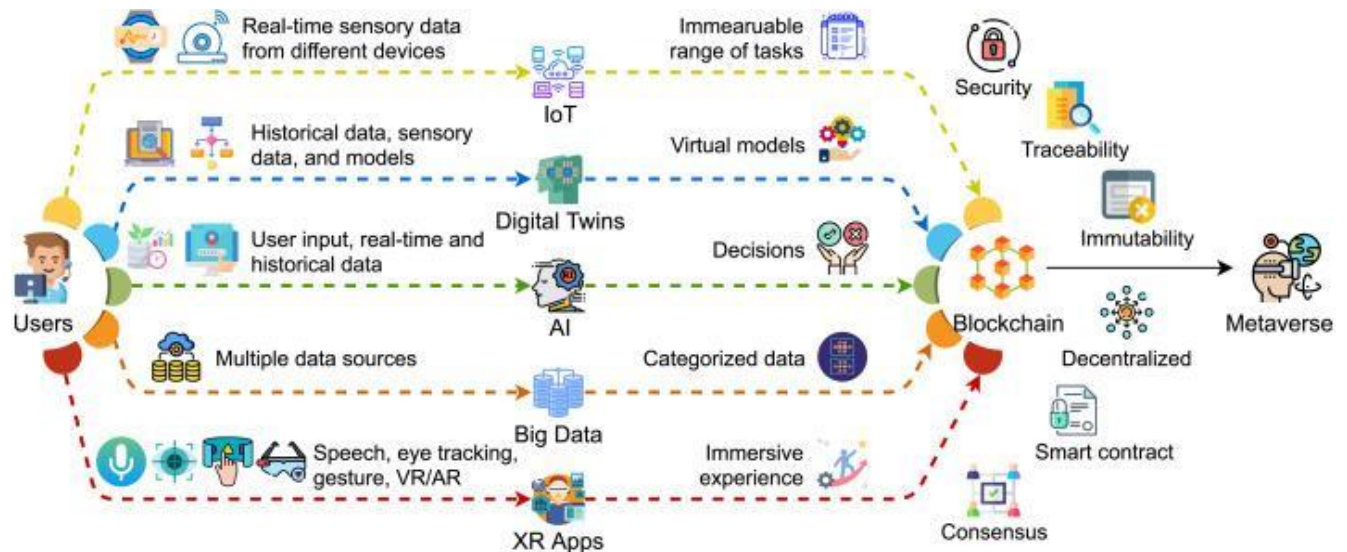 Real-time sensory data
from different devices
IoT
Immearuable
range of tasks
Security
Traceability
Historical data, sensory
data, and models
Digital Twins
Virtual models
Immutability
User input, real-time and
historical data
AI
Decisions
Users
Blockchain
Metaverse
Decentralized
Multiple data sources
Big Data
Categorized data
Smart contract
Speech, eye tracking,
gesture, VR/AR
XR Apps
Immersive
experience
Consensus